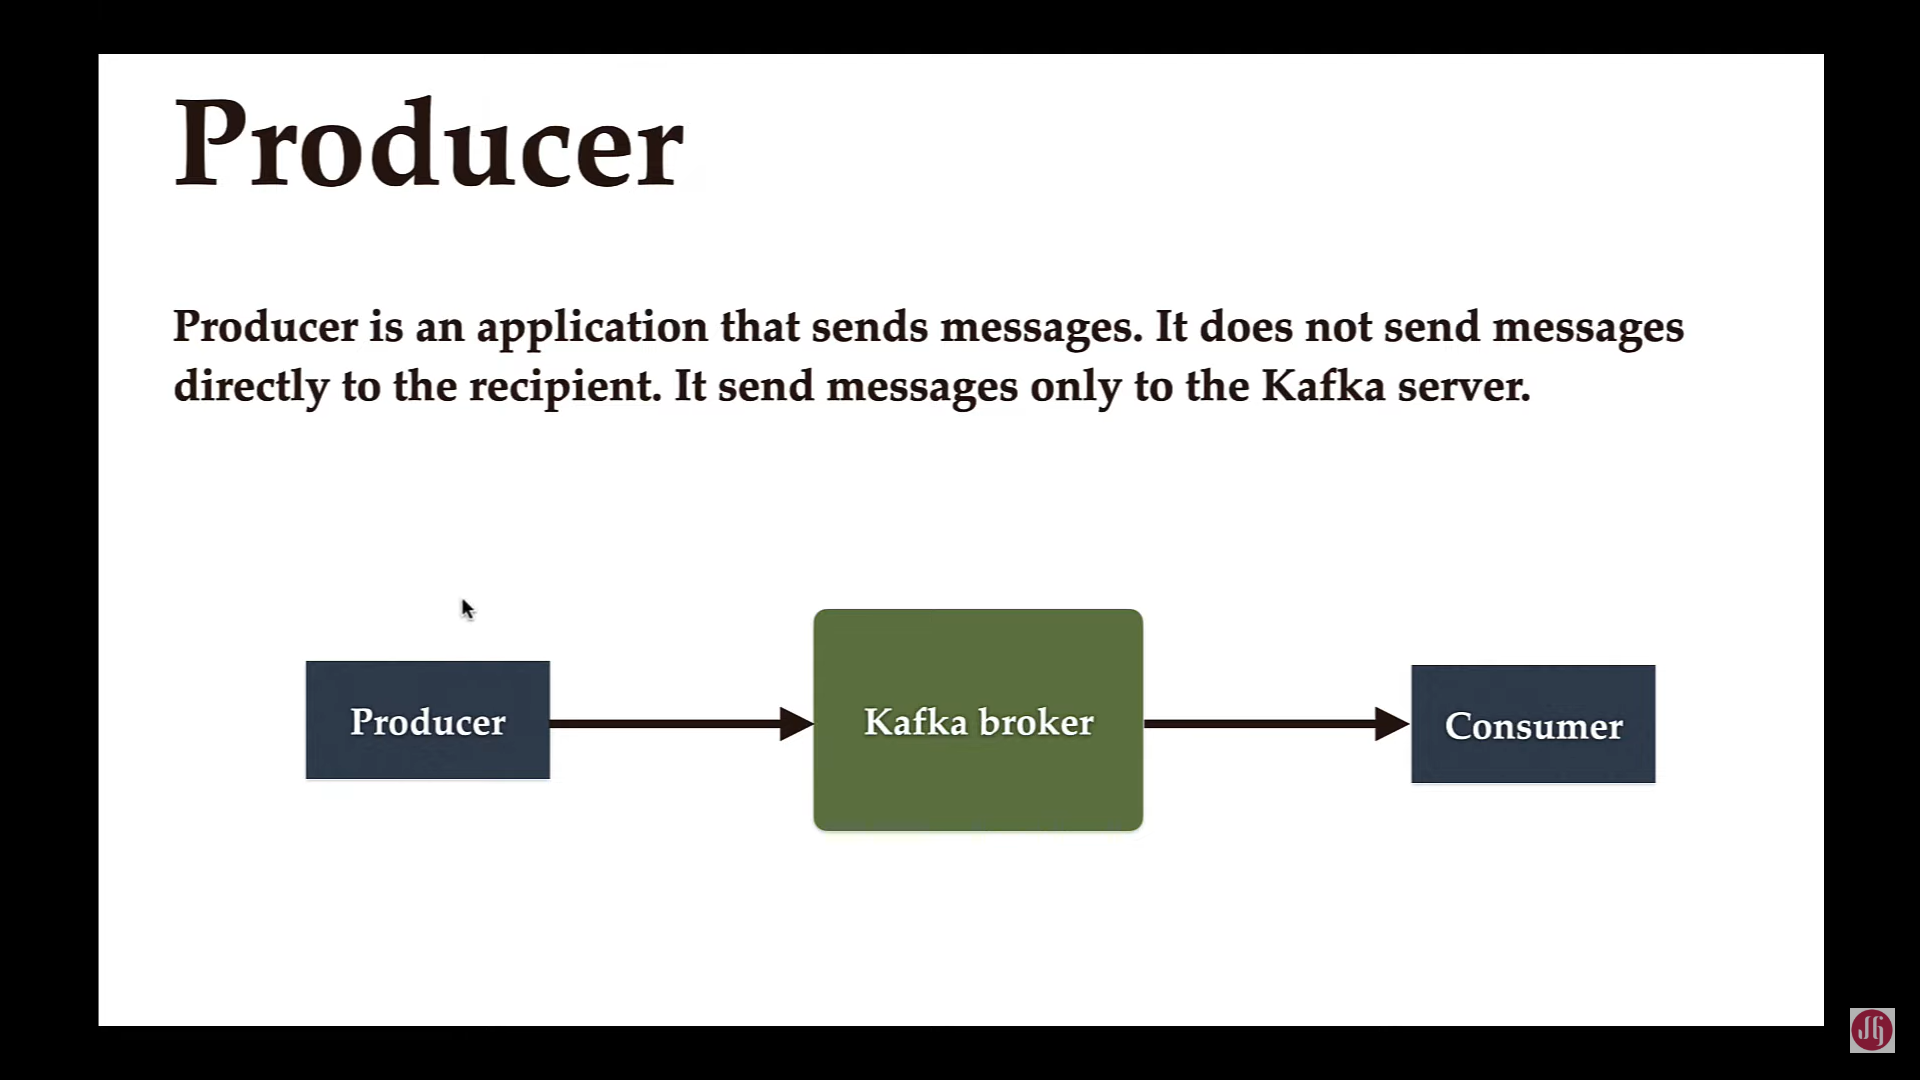 Producer
Producer is an application that sends messages. It does not send messages
directly to the recipient. It send messages only to the Kafka server.
Producer
Kafka broker
Consumer
JG